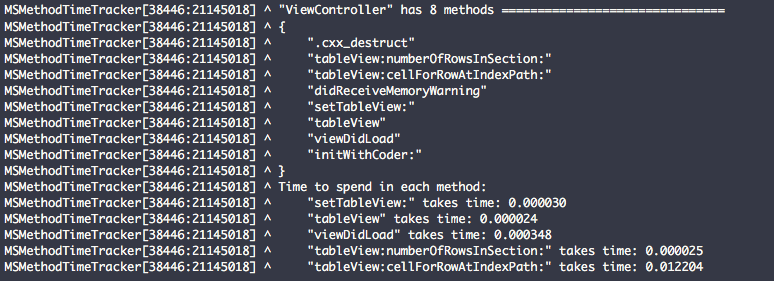 MSMethodTimeTracker[38446:21145018] ^ "ViewController" has 8 methods ===============================
MSMethodTimeTracker[38446:21145018] ^ {
MSMethodTimeTracker[38446:21145018] ^     ".cxx_destruct"
MSMethodTimeTracker[38446:21145018] ^     "tableView:numberOfRowsInSection:"
MSMethodTimeTracker[38446:21145018] ^     "tableView:cellForRowAtIndexPath:"
MSMethodTimeTracker[38446:21145018] ^     "didReceiveMemoryWarning"
MSMethodTimeTracker[38446:21145018] ^     "setTableView:"
MSMethodTimeTracker[38446:21145018] ^     "tableView"
MSMethodTimeTracker[38446:21145018] ^     "viewDidLoad"
MSMethodTimeTracker[38446:21145018] ^     "initWithCoder:"
MSMethodTimeTracker[38446:21145018] ^ }
MSMethodTimeTracker[38446:21145018] ^ Time to spend in each method:
MSMethodTimeTracker[38446:21145018] ^     "setTableView:" takes time: 0.000030
MSMethodTimeTracker[38446:21145018] ^     "tableView" takes time: 0.000024
MSMethodTimeTracker[38446:21145018] ^     "viewDidLoad" takes time: 0.000348
MSMethodTimeTracker[38446:21145018] ^     "tableView:numberOfRowsInSection:" takes time: 0.000025
MSMethodTimeTracker[38446:21145018] ^     "tableView:cellForRowAtIndexPath:" takes time: 0.012204